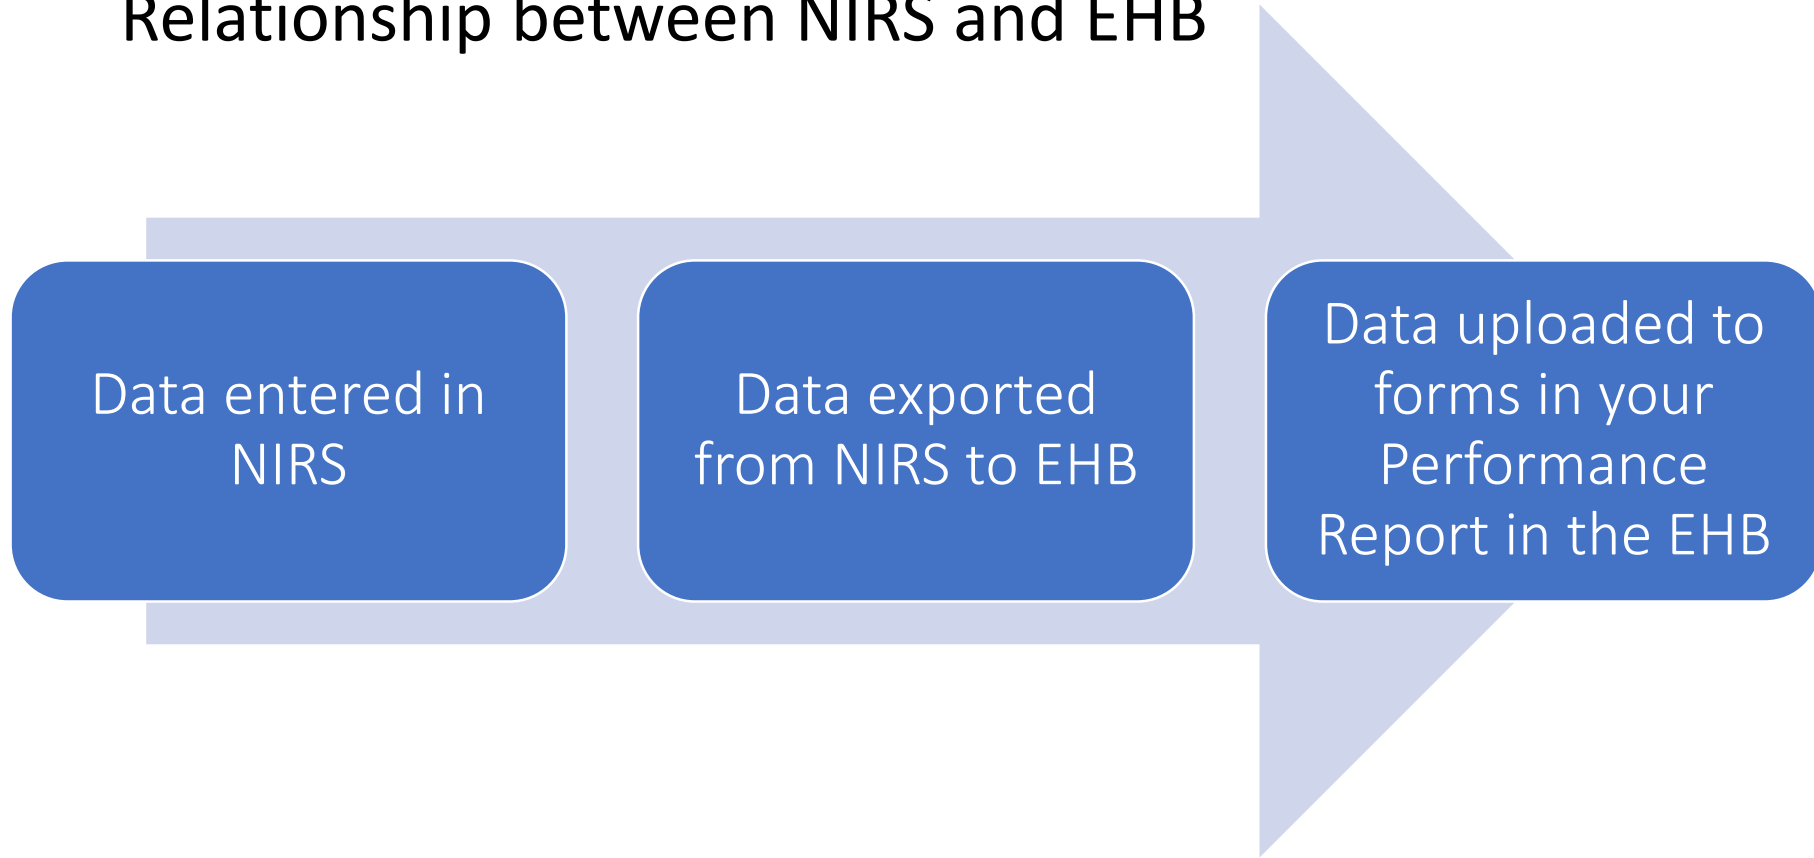 Relationship between NIRS and EHB
Data entered in
NIRS
Data exported
from NIRS to EHB
Data uploaded to
forms in your
Performance
Report in the EHB